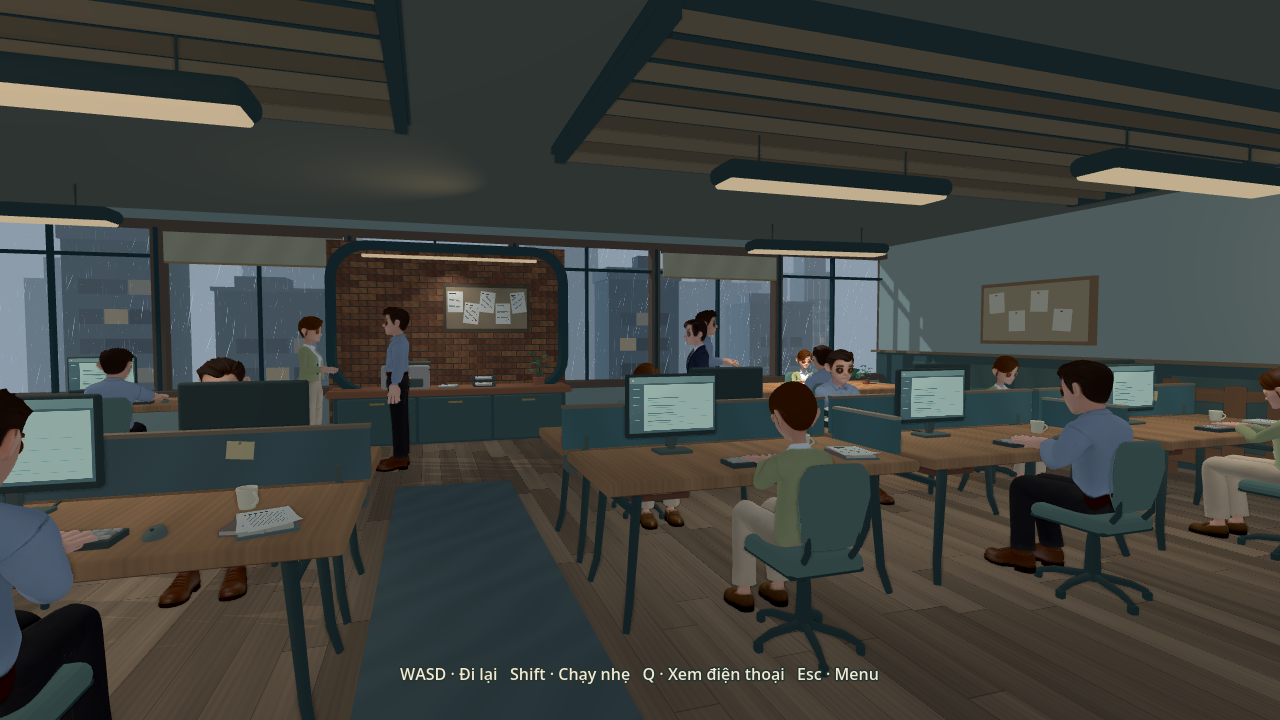 WASD · Đi lại   Shift · Chạy nhẹ   Q · Xem điện thoại   Esc · Menu